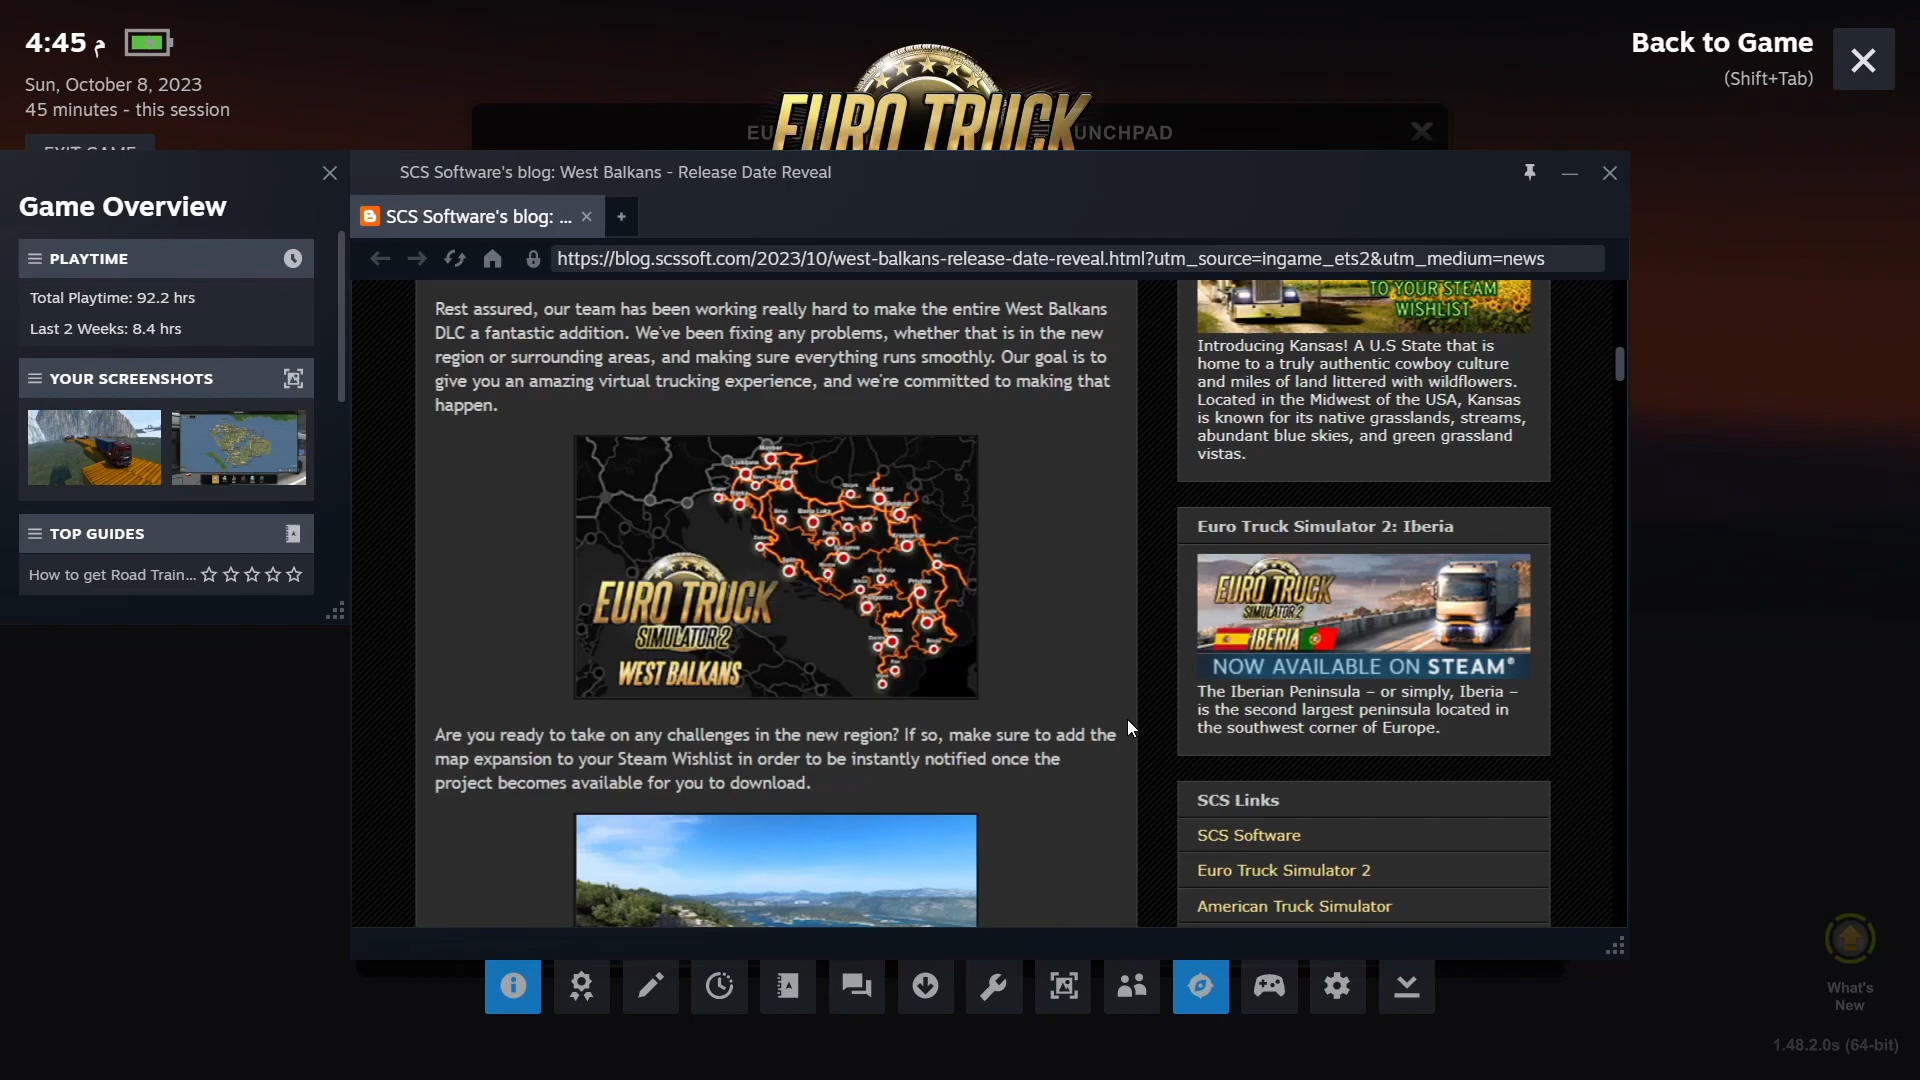 4:45 م
Sun, October 8, 2023
45 minutes - this session
Back to Game
(Shift+Tab)
EURO TRUCK
UNCHPAD
SCS Software's blog: West Balkans - Release Date Reveal
SCS Software's blog: ...
https://blog.scssoft.com/2023/10/west-balkans-release-date-reveal.html?utm_source=ingame_ets2&utm_medium=news
Game Overview
PLAYTIME
Total Playtime: 92.2 hrs
Last 2 Weeks: 8.4 hrs
YOUR SCREENSHOTS
TOP GUIDES
How to get Road Train...
Rest assured, our team has been working really hard to make the entire West Balkans
DLC a fantastic addition. We've been fixing any problems, whether that is in the new
region or surrounding areas, and making sure everything runs smoothly. Our goal is to
give you an amazing virtual trucking experience, and we're committed to making that
happen.
EURO TRUCK
SIMULATOR 2
WEST BALKANS
Are you ready to take on any challenges in the new region? If so, make sure to add the
map expansion to your Steam Wishlist in order to be instantly notified once the
project becomes available for you to download.
TO YOUR STEAM
WISHLIST
Introducing Kansas! A U.S State that is
home to a truly authentic cowboy culture
and miles of land littered with wildflowers.
Located in the Midwest of the USA, Kansas
is known for its native grasslands, streams,
abundant blue skies, and green grassland
vistas.
Euro Truck Simulator 2: Iberia
EURO TRUCK
SIMULATOR 2
IBERIA
NOW AVAILABLE ON STEAM®
The Iberian Peninsula – or simply, Iberia –
is the second largest peninsula located in
the southwest corner of Europe.
SCS Links
SCS Software
Euro Truck Simulator 2
American Truck Simulator
What's
New
1.48.2.0s (64-bit)